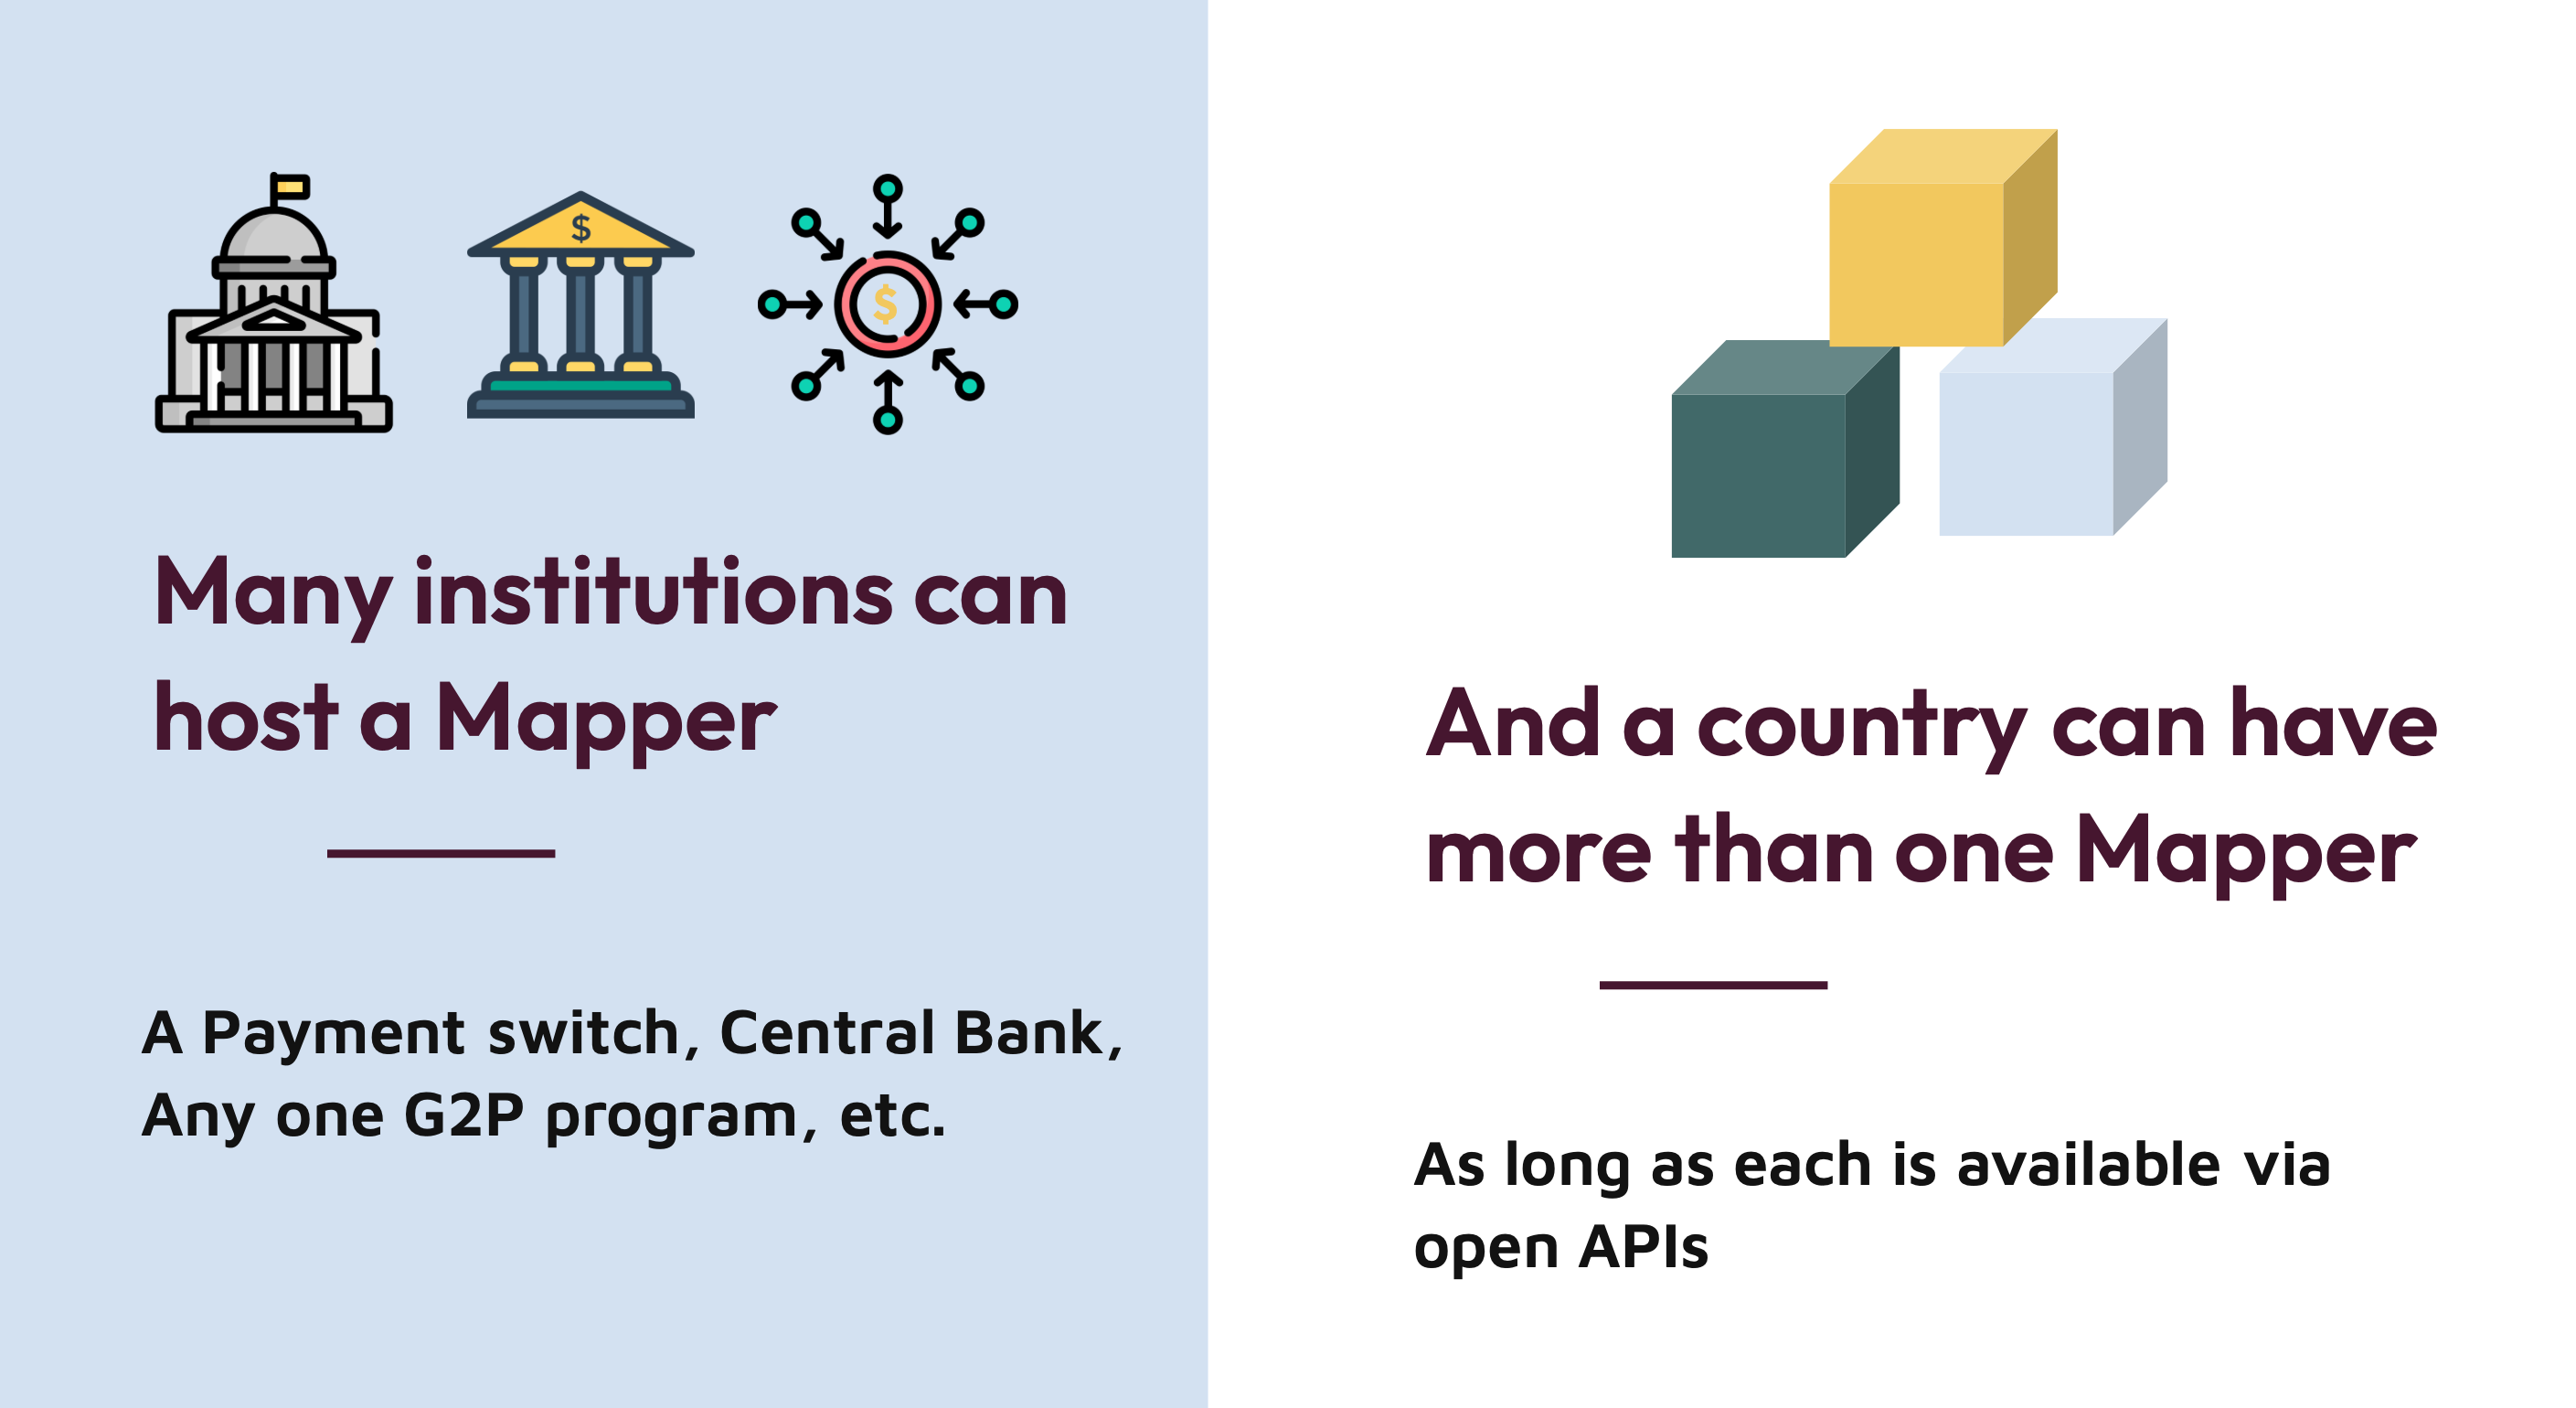 $
$
Many institutions can
host a Mapper
A Payment switch, Central Bank,
Any one G2P program, etc.
And a country can have
more than one Mapper
As long as each is available via
open APIs